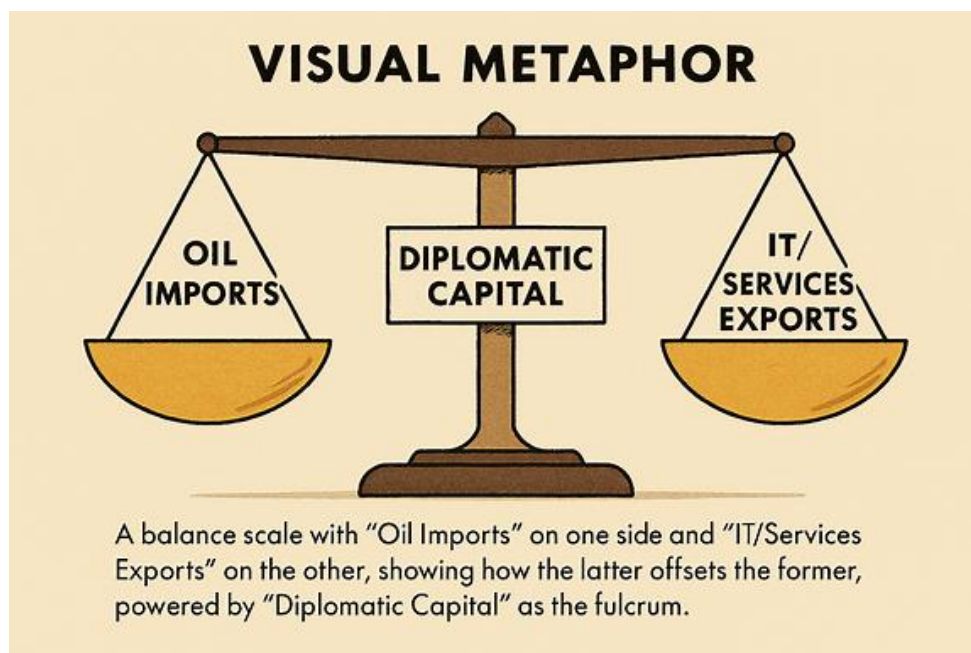 VISUAL METAPHOR
OIL
IMPORTS
DIPLOMATIC
CAPITAL
IT/
SERVICES
EXPORTS
A balance scale with “Oil Imports” on one side and “IT/Services
Exports” on the other, showing how the latter offsets the former,
powered by “Diplomatic Capital” as the fulcrum.